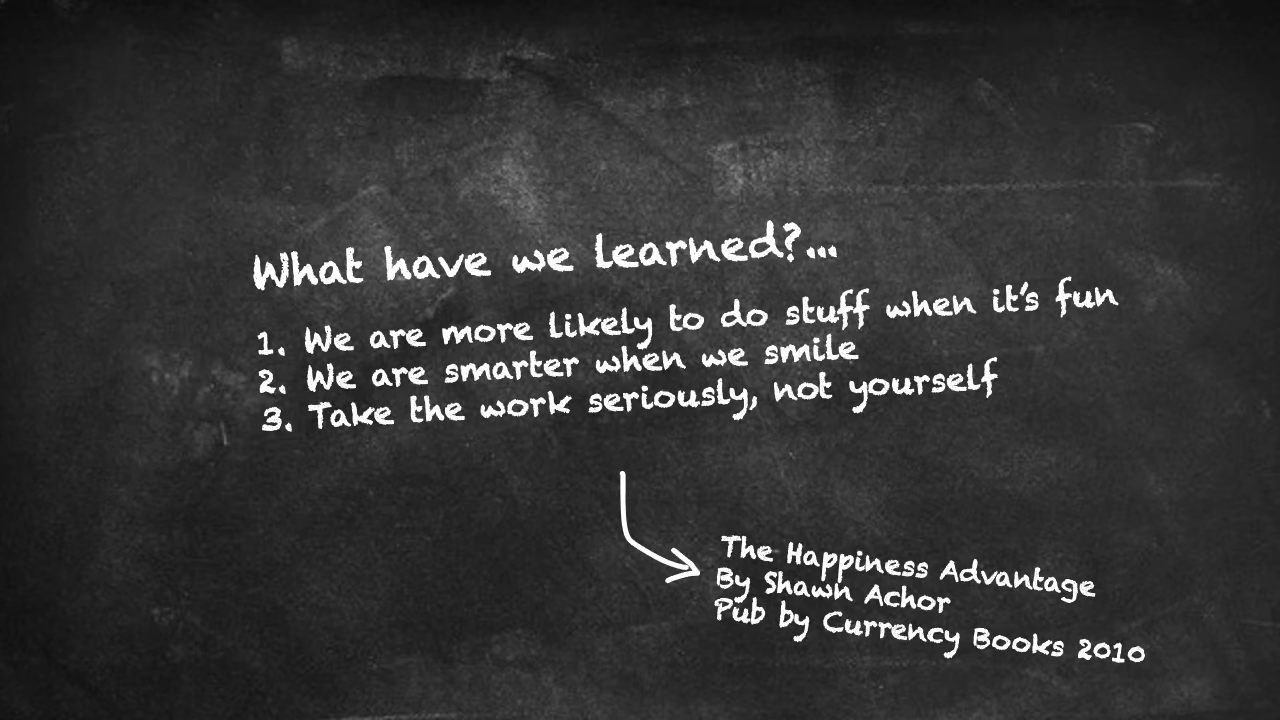 What have we learned?...
1. We are more likely to do stuff when it's fun
2. We are smarter when we smile
3. Take the work seriously, not yourself
The Happiness Advantage
By Shawn Achor
Pub by Currency Books 2010